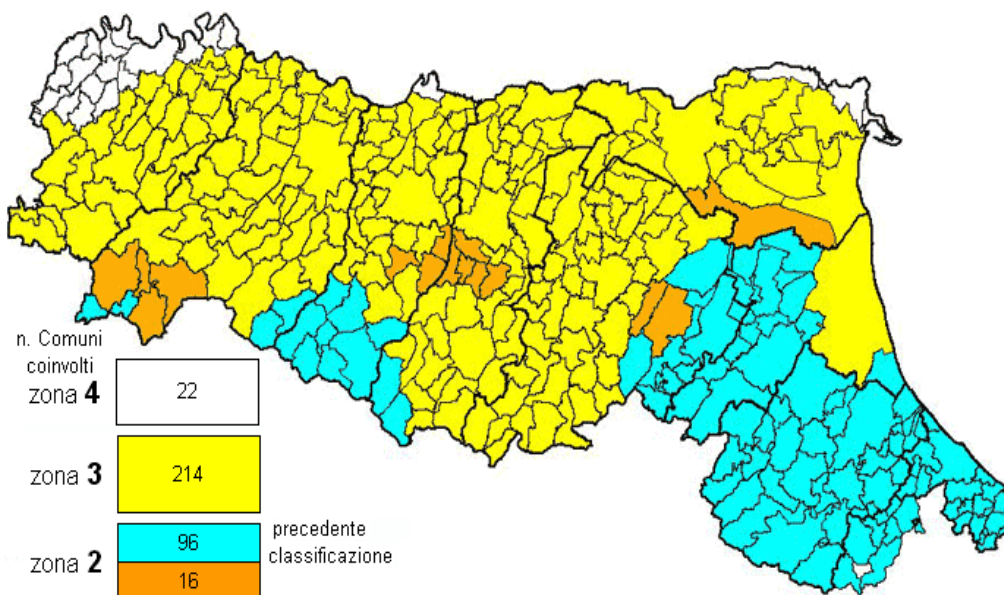 n. Comuni
coinvolti
zona 4
22
zona 3
214
zona 2
96
16
precedente
classificazione